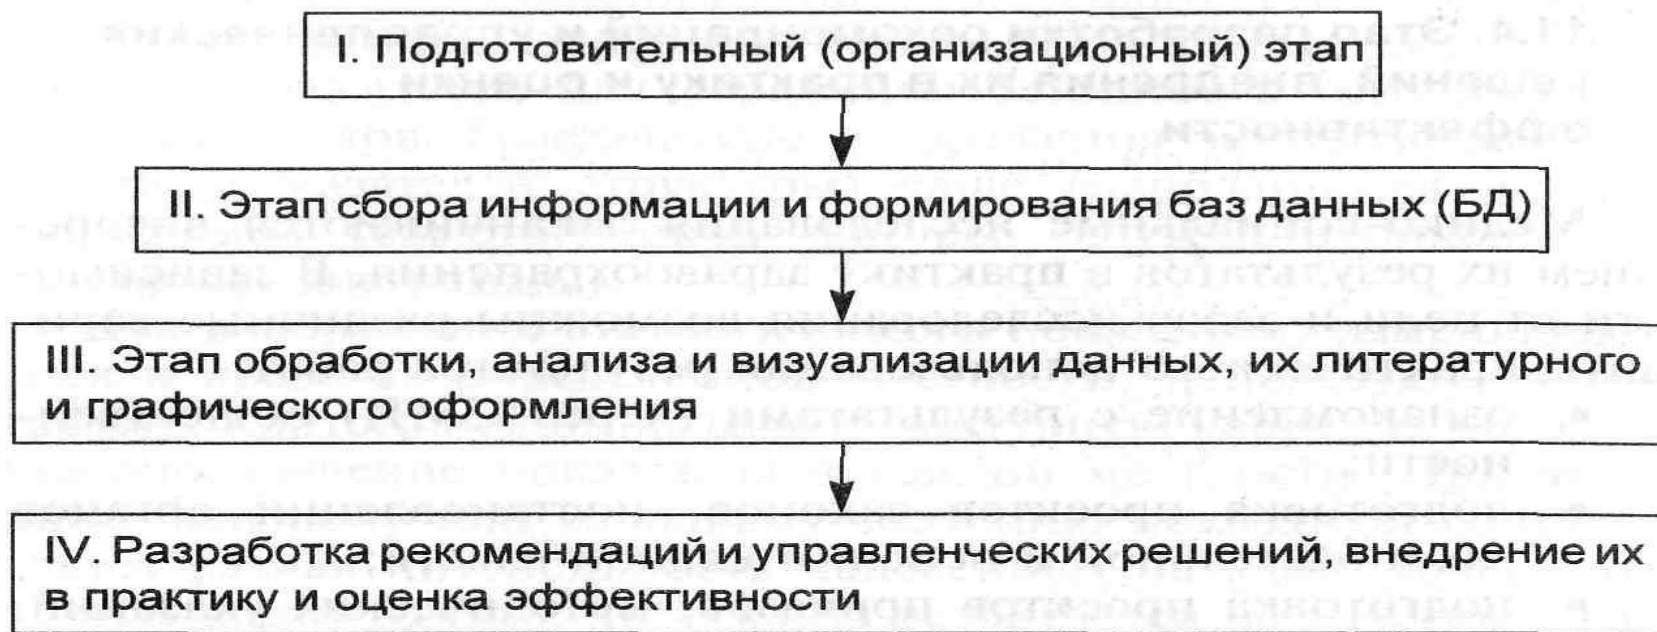 I. Подготовительный (организационный) этап
II. Этап сбора информации и формирования баз данных (БД)
III. Этап обработки, анализа и визуализации данных, их литературного
и графического оформления
IV. Разработка рекомендаций и управленческих решений, внедрение их
в практику и оценка эффективности